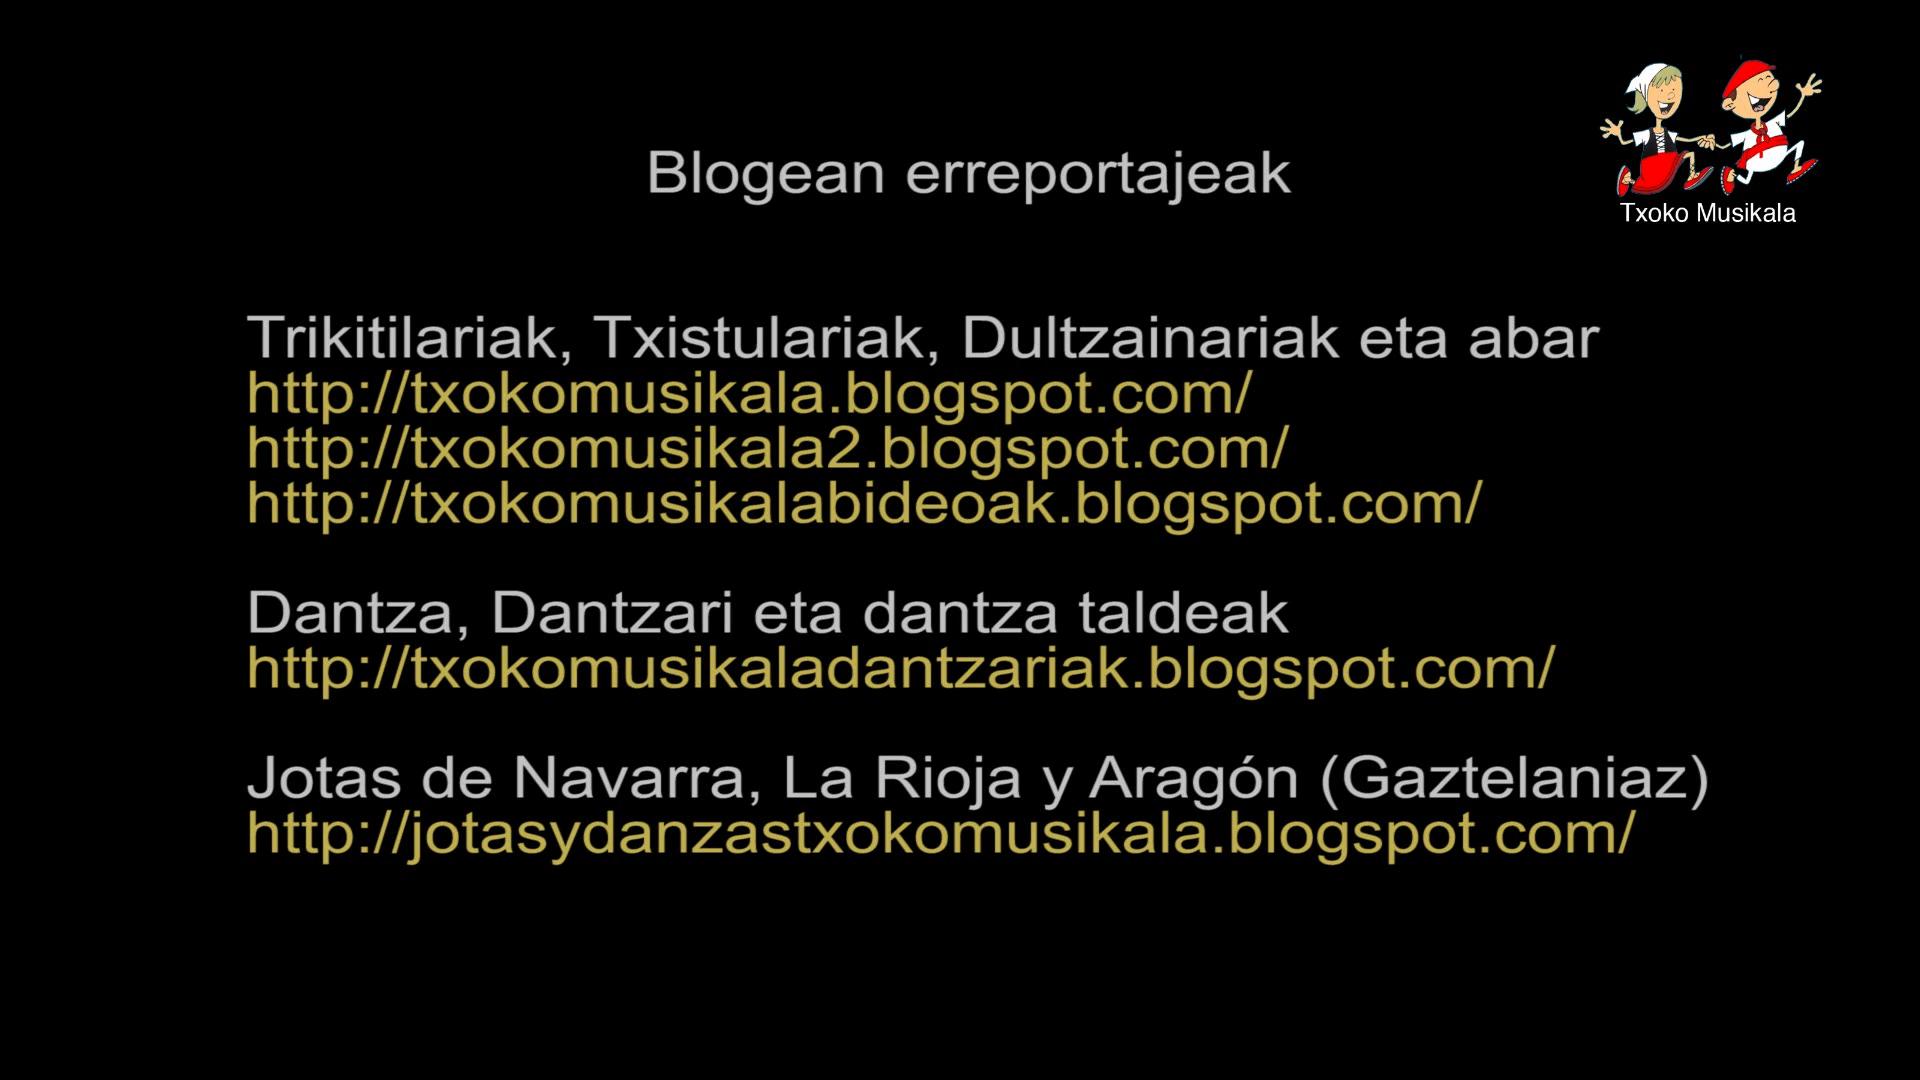 Blogean erreportajeak
Txoko Musikala
Trikitilariak, Txistulariak, Dultzainariak eta abar
http://txokomusikala.blogspot.com/
http://txokomusikala2.blogspot.com/
http://txokomusikalabideoak.blogspot.com/
Dantza, Dantzari eta dantza taldeak
http://txokomusikaladantzariak.blogspot.com/
Jotas de Navarra, La Rioja y Aragón (Gaztelaniaz)
http://jotasydanzastxokomusikala.blogspot.com/